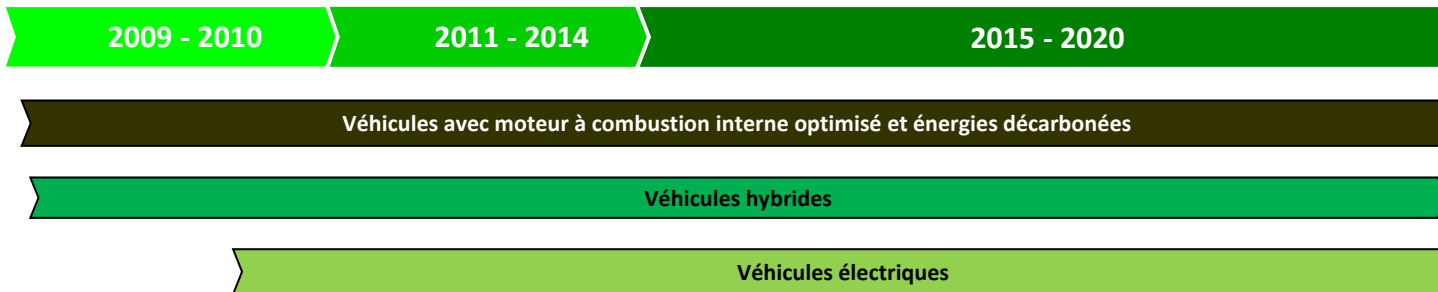 2009 - 2010
2011 - 2014
2015 - 2020
Véhicules avec moteur à combustion interne optimisé et énergies décarbonées
Véhicules hybrides
Véhicules électriques